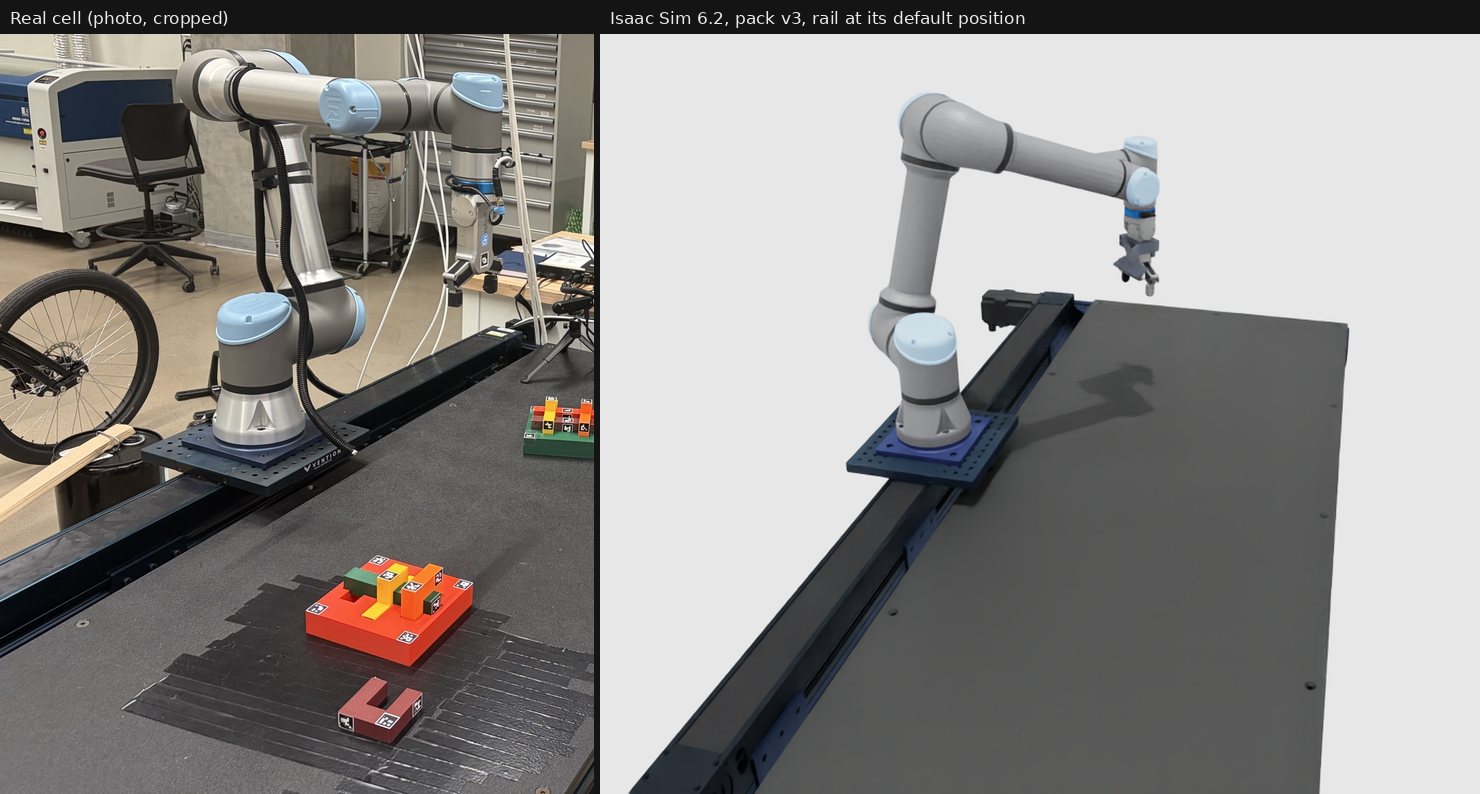 Real cell (photo, cropped)
Isaac Sim 6.2, pack v3, rail at its default position
VENTION